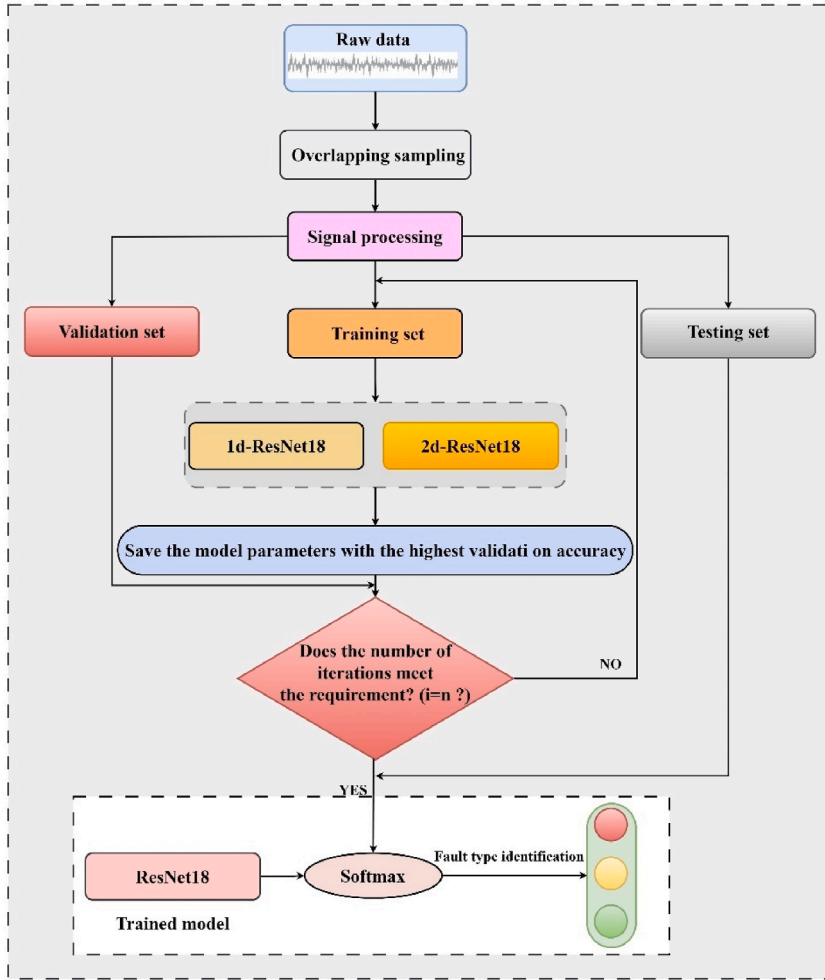 Raw data
Overlapping sampling
Signal processing
Validation set
Training set
Testing set
1d-ResNet18
2d-ResNet18
Save the model parameters with the highest validati on accuracy
Does the number of
iterations meet
the requirement? (i=n ?)
NO
YES
ResNet18
Softmax
Fault type identification
Trained model